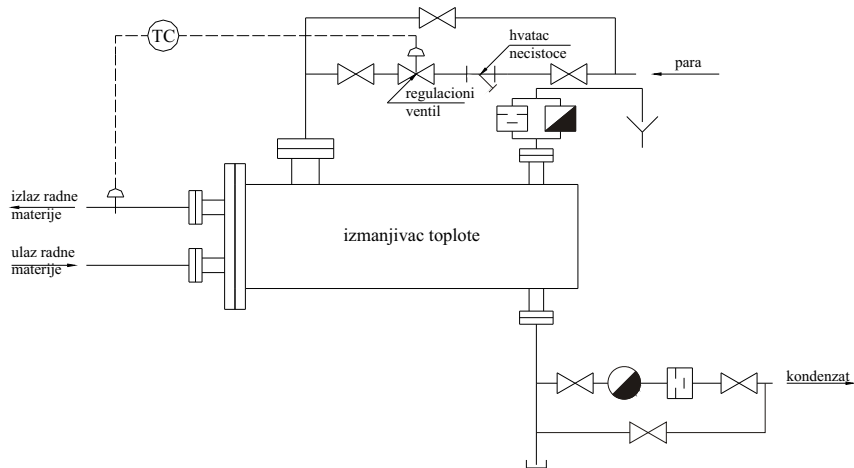 TC
hvatac
necistoce
para
regulacioni
ventil
izlaz radne
materije
izmanjivac toplote
ulaz radne
materije
kondenzat